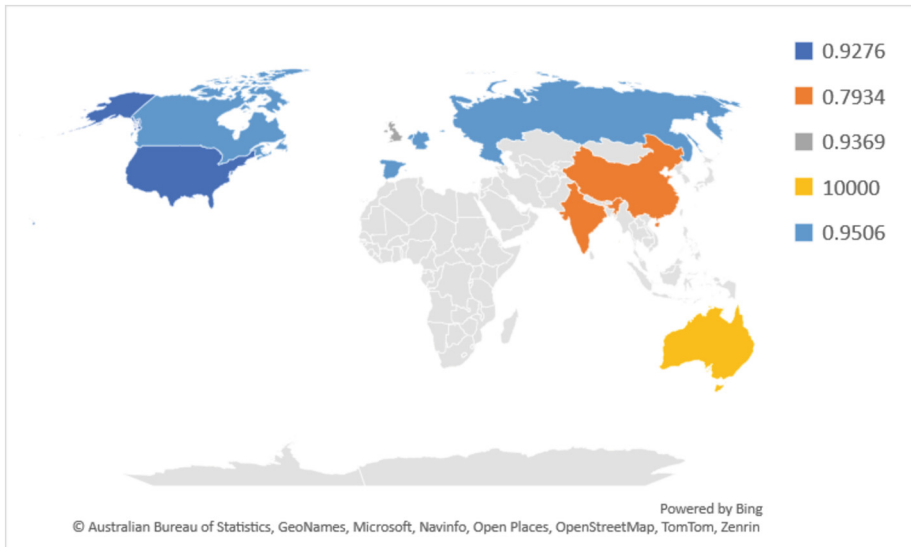 0.9276
0.7934
0.9369
10000
0.9506
Powered by Bing
© Australian Bureau of Statistics, GeoNames, Microsoft, Navinfo, Open Places, OpenStreetMap, TomTom, Zenrin